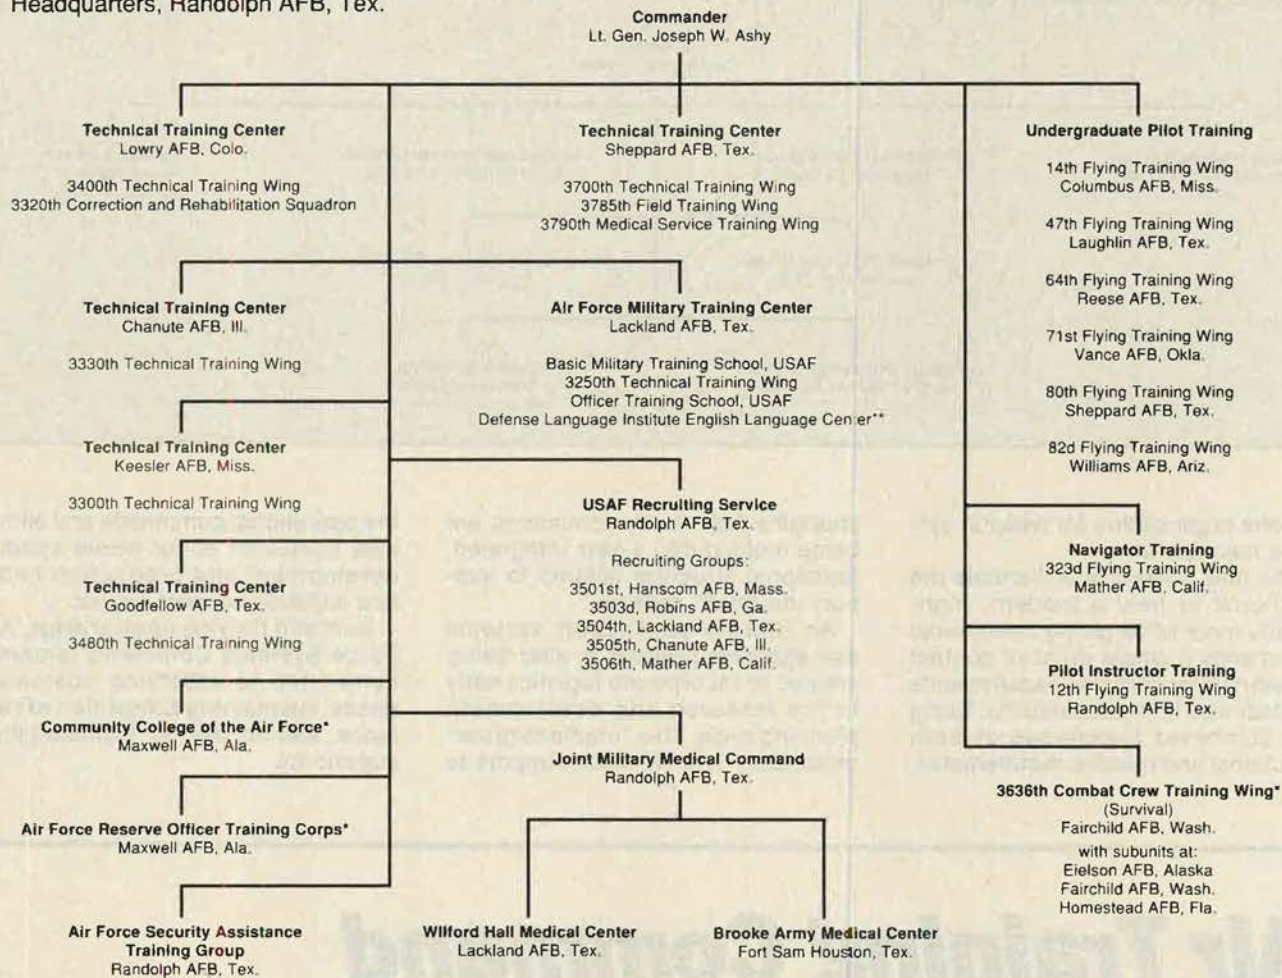 Headquarters, Randolph AFB, Tex.
Commander
Lt. Gen. Joseph W. Ashy
Technical Training Center
Lowry AFB, Colo.
3400th Technical Training Wing
3320th Correction and Rehabilitation Squadron
Technical Training Center
Sheppard AFB, Tex.
3700th Technical Training Wing
3785th Field Training Wing
3790th Medical Service Training Wing
Undergraduate Pilot Training
14th Flying Training Wing
Columbus AFB, Miss.
47th Flying Training Wing
Laughlin AFB, Tex.
64th Flying Training Wing
Reese AFB, Tex.
71st Flying Training Wing
Vance AFB, Okla.
80th Flying Training Wing
Sheppard AFB, Tex.
82d Flying Training Wing
Williams AFB, Ariz.
Technical Training Center
Chanute AFB, Ill.
3330th Technical Training Wing
Air Force Military Training Center
Lackland AFB, Tex.
Basic Military Training School, USAF
3250th Technical Training Wing
Officer Training School, USAF
Defense Language Institute English Language Center**
Technical Training Center
Keesler AFB, Miss.
3300th Technical Training Wing
USAF Recruiting Service
Randolph AFB, Tex.
Recruiting Groups:
3501st, Hanscom AFB, Mass.
3503d, Robins AFB, Ga.
3504th, Lackland AFB, Tex.
3505th, Chanute AFB, Ill.
3506th, Mather AFB, Calif.
Navigator Training
323d Flying Training Wing
Mather AFB, Calif.
Technical Training Center
Goodfellow AFB, Tex.
3480th Technical Training Wing
Pilot Instructor Training
12th Flying Training Wing
Randolph AFB, Tex.
Community College of the Air Force*
Maxwell AFB, Ala.
Joint Military Medical Command
Randolph AFB, Tex.
3636th Combat Crew Training Wing*
(Survival)
Fairchild AFB, Wash.
with subunits at:
Eielson AFB, Alaska
Fairchild AFB, Wash.
Homestead AFB, Fla.
Air Force Reserve Officer Training Corps*
Maxwell AFB, Ala.
Air Force Security Assistance
Training Group
Randolph AFB, Tex.
Wilford Hall Medical Center
Lackland AFB, Tex.
Brooke Army Medical Center
Fort Sam Houston, Tex.